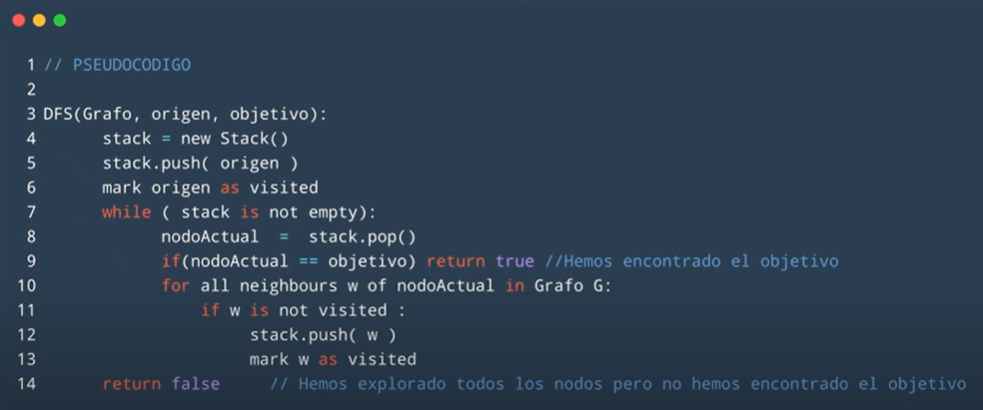 1 // PSEUDOCODIGO
2
3 DFS(Grafo, origen, objetivo):
4 stack = new Stack()
5 stack.push( origen )
6 mark origen as visited
7 while ( stack is not empty):
8 nodoActual = stack.pop()
9 if(nodoActual == objetivo) return true //Hemos encontrado el objetivo
10 for all neighbours w of nodoActual in Grafo G:
11 if w is not visited :
12 stack.push( w )
13 mark w as visited
14 return false // Hemos explorado todos los nodos pero no hemos encontrado el objetivo